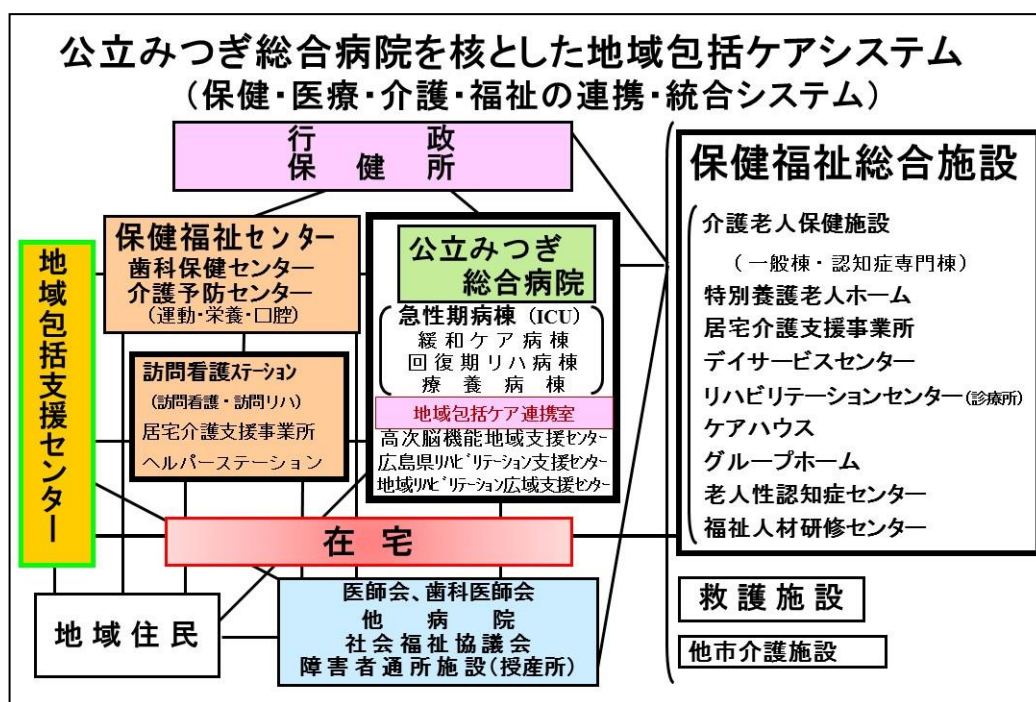 公立みつぎ総合病院を核とした地域包括ケアシステム
（保健・医療・介護・福祉の連携・統合システム）
行政
保健所
保健福祉センター
歯科保健センター
介護予防センター
（運動・栄養・口腔）
地域包括支援センター
訪問看護ステーション
（訪問看護・訪問リハ）
居宅介護支援事業所
ヘルパーステーション
公立みつぎ
総合病院
急性期病棟（ICU）
緩和ケア病棟
回復期リハ病棟
療養病棟
地域包括ケア連携室
高次脳機能地域支援センター
広島県リハビリテーション支援センター
地域リハビリテーション広域支援センター
在宅
地域住民
医師会、歯科医師会
他病院
社会福祉協議会
障害者通所施設（授産所）
保健福祉総合施設
介護老人保健施設
（一般棟・認知症専門棟）
特別養護老人ホーム
居宅介護支援事業所
デイサービスセンター
リハビリテーションセンター（診療所）
ケアハウス
グループホーム
老人性認知症センター
福祉人材研修センター
救護施設
他市介護施設